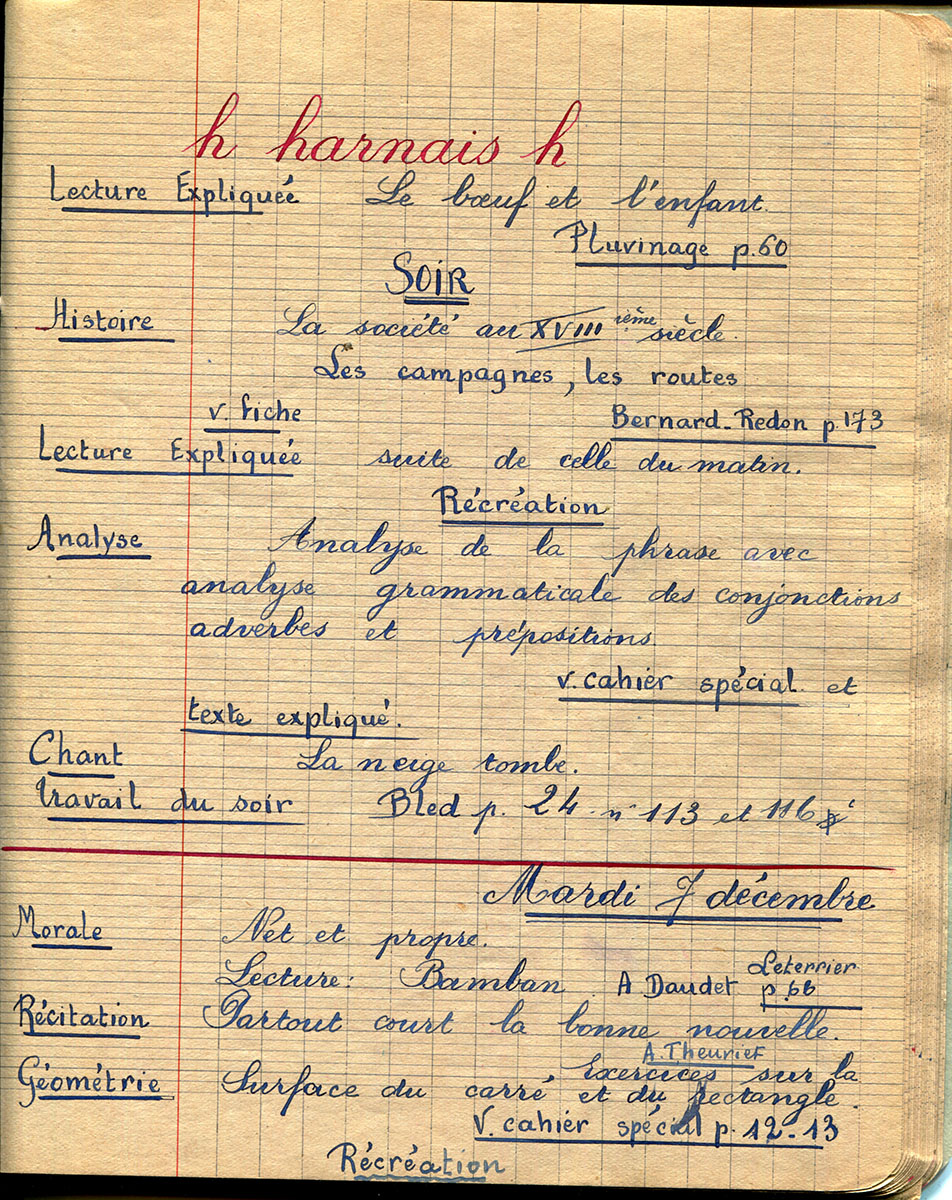 h harnais h
Lecture Expliquée Le bœuf et l'enfant
Pluvinage p.60
SOIR
Histoire La société au XVIII ième siècle.
Les campagnes, les routes
v. fiche Bernard-Redon p.173
Lecture Expliquée suite de celle du matin.
Récréation
Analyse Analyse de la phrase avec
analyse grammaticale des conjonctions
adverbes et prépositions.
v. cahier spécial et
texte expliqué.
Chant La neige tombe.
Travail du soir Bled p. 24 n° 113 et 116
Mardi 7 décembre
Morale Net et propre.
Lecture: Bamban A Daudet Leterrier p.66
Récitation Partout court la bonne nouvelle.
A. Theuriet
Exercices sur la
Géométrie Surface du carré et du rectangle.
V. cahier spécial p. 12-13
Récréation